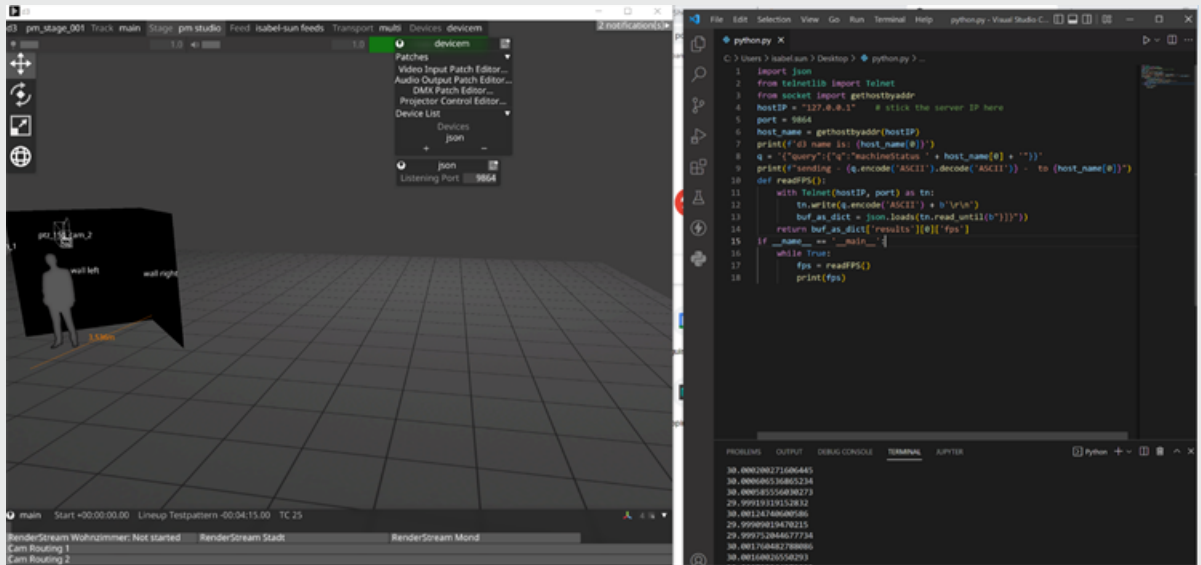 d3
d3 pm_stage_001 Track main Stage pm studio Feed isabel-sun feeds Transport multi Devices devicem
2 notification(s)
1.0
1.0
devicem
Patches
Video Input Patch Editor...
Audio Output Patch Editor...
DMX Patch Editor...
Projector Control Editor...
Device List
Devices
json
+ −
json
Listening Port 9864
wall left
wall right
main Start +00:00:00.00 Lineup Testpattern -00:04:15.00 TC 25
RenderStream Wohnzimmer: Not started RenderStream Stadt RenderStream Mond
Cam Routing 1
Cam Routing 2
File Edit Selection View Go Run Terminal Help python.py - Visual Studio C...
python.py
C: > Users > isabel.sun > Desktop > python.py > ...
1 import json
2 from telnetlib import Telnet
3 from socket import gethostbyaddr
4 hostIP = "127.0.0.1" # stick the server IP here
5 port = 9864
6 host_name = gethostbyaddr(hostIP)
7 print(f'd3 name is: {host_name[0]}')
8 q = '{"query":{"q":"machineStatus ' + host_name[0] + '"}}'
9 print(f"sending - {q.encode('ASCII').decode('ASCII')} - to {host_name[0]}")
10 def readFPS():
11 with Telnet(hostIP, port) as tn:
12 tn.write(q.encode('ASCII') + b'\r\n')
13 buf_as_dict = json.loads(tn.read_until(b"}]}"))
14 return buf_as_dict['results'][0]['fps']
15 if __name__ == '__main__':
16 while True:
17 fps = readFPS()
18 print(fps)
PROBLEMS OUTPUT DEBUG CONSOLE TERMINAL JUPYTER
Python
30.000200271606445
30.000606536865234
30.000585556030273
29.99919319152832
30.00124740600586
29.99909019470215
29.999752044677734
30.001760482788086
30.00160026550293